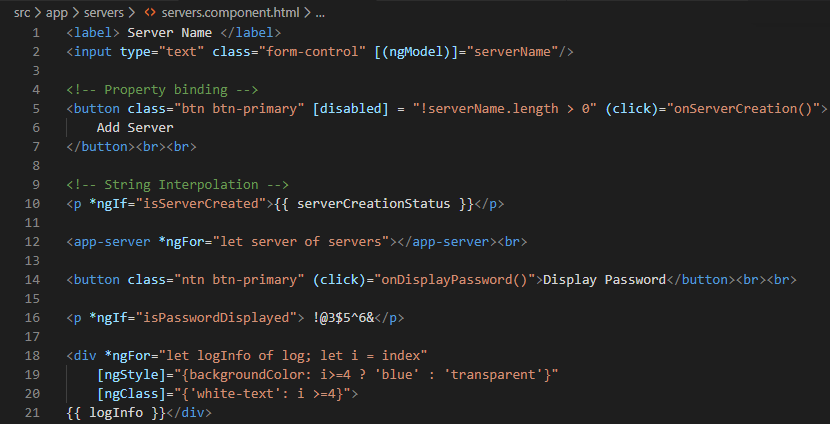 src > app > servers > <> servers.component.html > ...
1 <label> Server Name </label>
2 <input type="text" class="form-control" [(ngModel)]="serverName"/>
3
4 <!-- Property binding -->
5 <button class="btn btn-primary" [disabled] = "!serverName.length > 0" (click)="onServerCreation()">
6     Add Server
7 </button><br><br>
8
9 <!-- String Interpolation -->
10 <p *ngIf="isServerCreated">{{ serverCreationStatus }}</p>
11
12 <app-server *ngFor="let server of servers"></app-server><br>
13
14 <button class="ntn btn-primary" (click)="onDisplayPassword()">Display Password</button><br><br>
15
16 <p *ngIf="isPasswordDisplayed"> !@3$5^6&</p>
17
18 <div *ngFor="let logInfo of log; let i = index"
19     [ngStyle]="{backgroundColor: i>=4 ? 'blue' : 'transparent'}"
20     [ngClass]="{'white-text': i >=4}">
21 {{ logInfo }}</div>